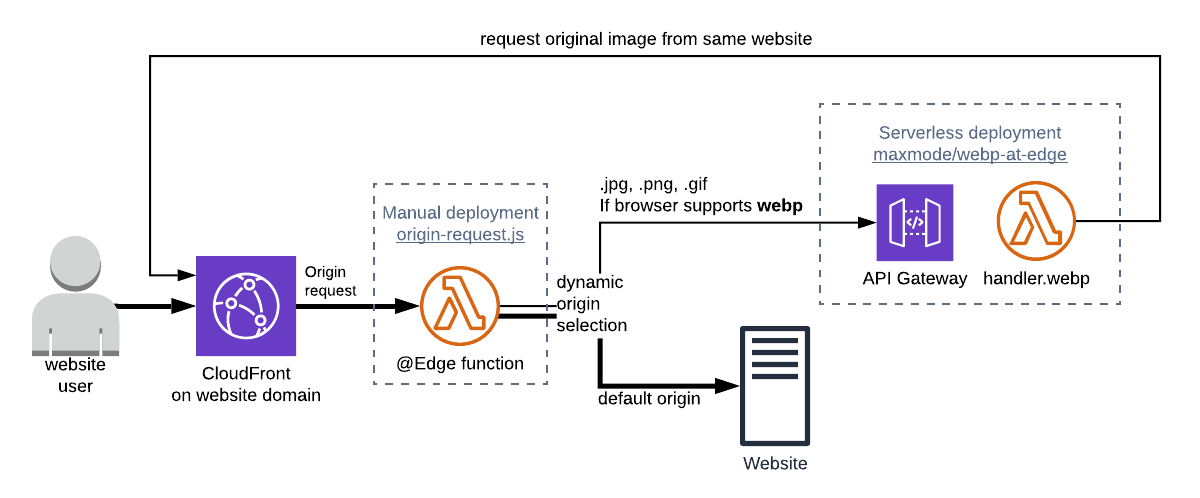 request original image from same website
Serverless deployment
maxmode/webp-at-edge
.jpg, .png, .gif
If browser supports webp
Manual deployment
origin-request.js
</>
API Gateway
handler.webp
Origin
request
dynamic
origin
selection
@Edge function
website
user
CloudFront
on website domain
default origin
Website